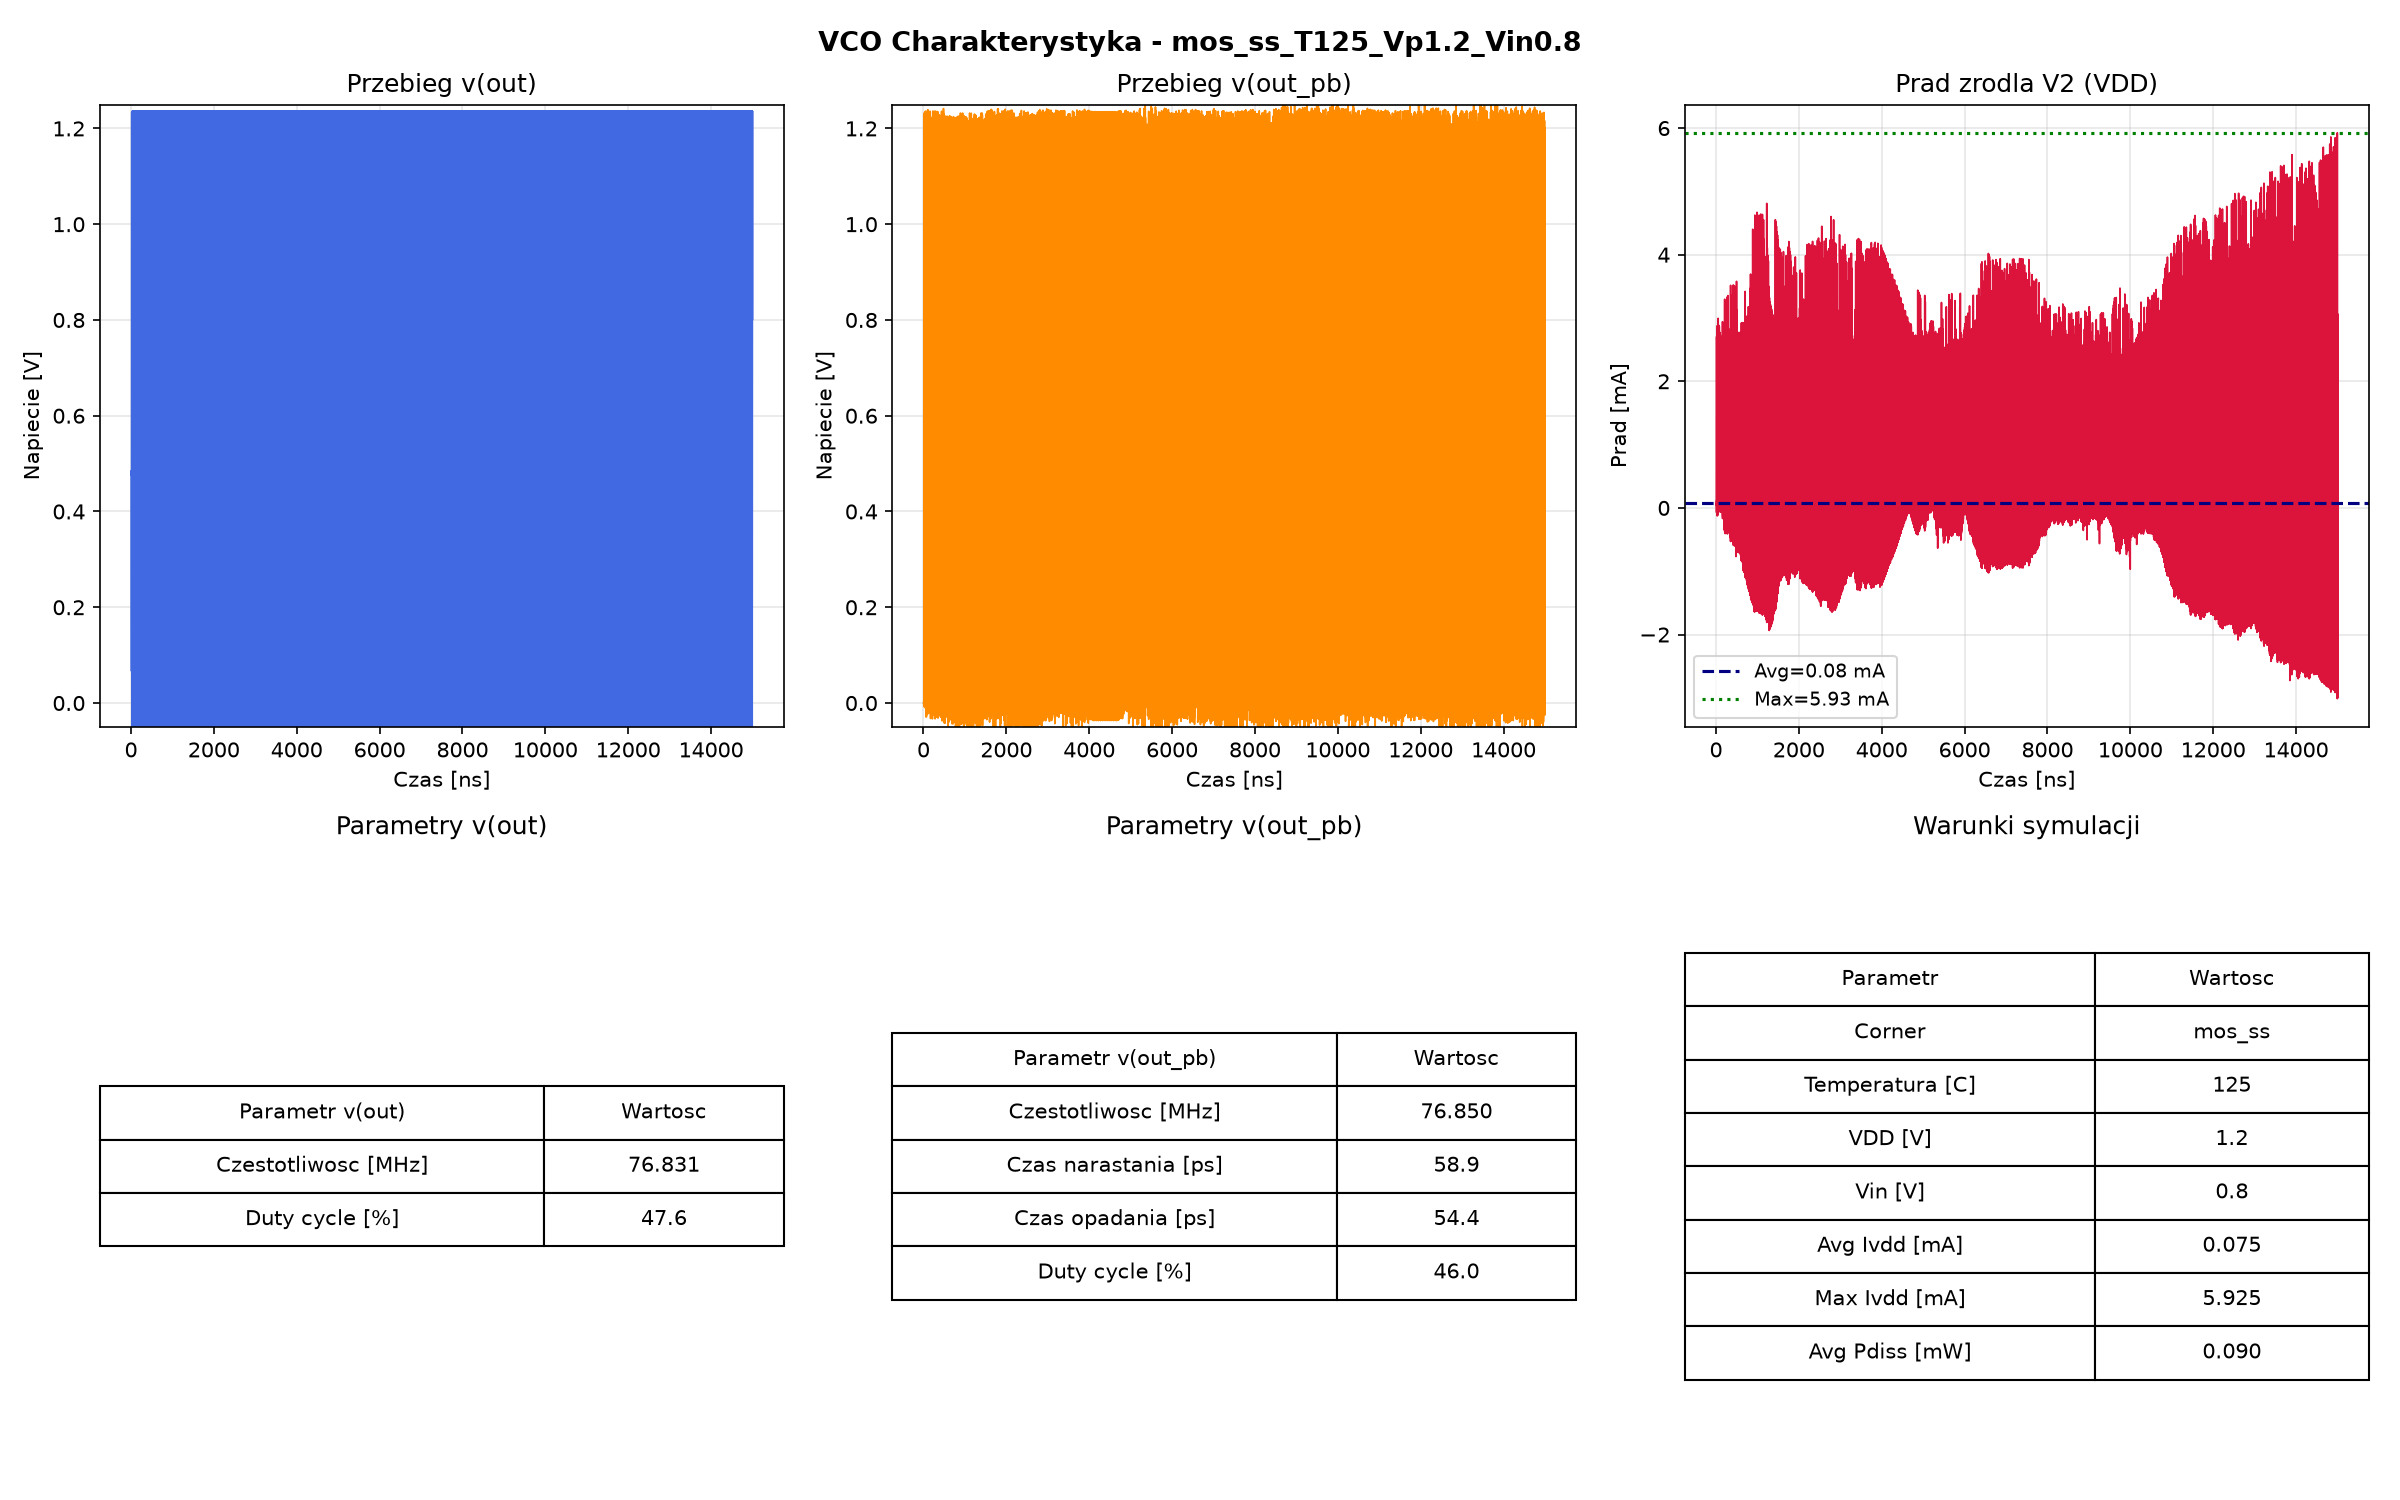 VCO Charakterystyka - mos_ss_T125_Vp1.2_Vin0.8
Przebieg v(out)
Napiecie [V]
1.2
1.0
0.8
0.6
0.4
0.2
0.0
0 2000 4000 6000 8000 10000 12000 14000
Czas [ns]
Przebieg v(out_pb)
Napiecie [V]
1.2
1.0
0.8
0.6
0.4
0.2
0.0
0 2000 4000 6000 8000 10000 12000 14000
Czas [ns]
Prad zrodla V2 (VDD)
Prad [mA]
6
4
2
0
−2
Avg=0.08 mA
Max=5.93 mA
0 2000 4000 6000 8000 10000 12000 14000
Czas [ns]
Parametry v(out)
Parametr v(out) Wartosc
Czestotliwosc [MHz] 76.831
Duty cycle [%] 47.6
Parametry v(out_pb)
Parametr v(out_pb) Wartosc
Czestotliwosc [MHz] 76.850
Czas narastania [ps] 58.9
Czas opadania [ps] 54.4
Duty cycle [%] 46.0
Warunki symulacji
Parametr Wartosc
Corner mos_ss
Temperatura [C] 125
VDD [V] 1.2
Vin [V] 0.8
Avg Ivdd [mA] 0.075
Max Ivdd [mA] 5.925
Avg Pdiss [mW] 0.090